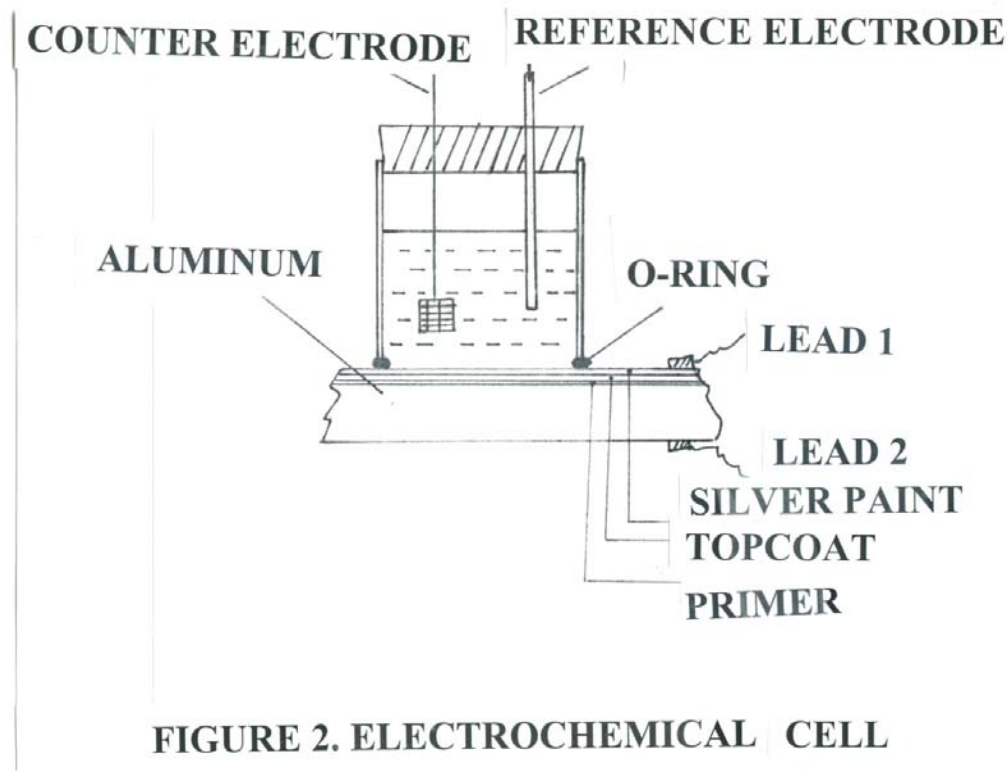 COUNTER ELECTRODE
REFERENCE ELECTRODE
ALUMINUM
O-RING
LEAD 1
LEAD 2
SILVER PAINT
TOPCOAT
PRIMER
FIGURE 2. ELECTROCHEMICAL CELL